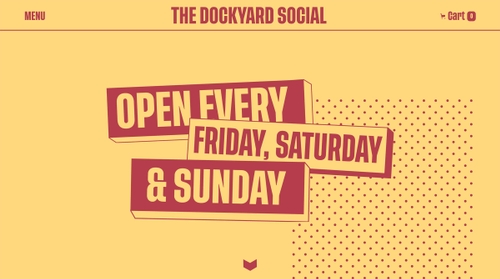 MENU
THE DOCKYARD SOCIAL
Cart 0
OPEN EVERY
FRIDAY, SATURDAY
& SUNDAY